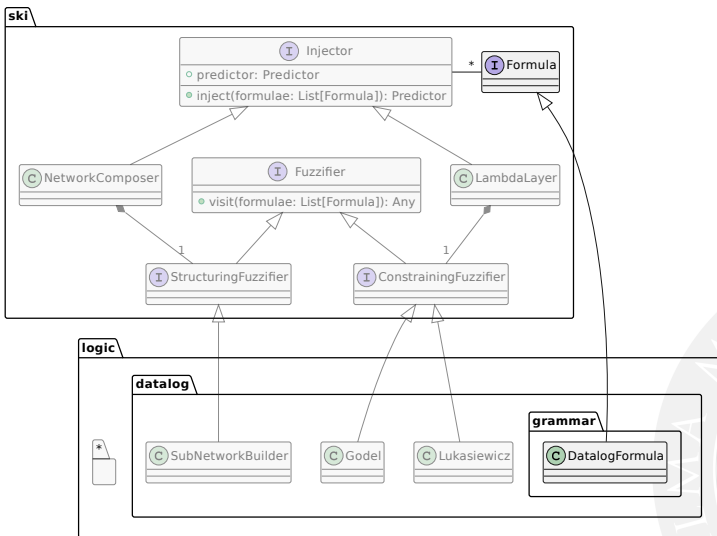 ski
I Injector
predictor: Predictor
inject(formulae: List[Formula]): Predictor
*
I Formula
C NetworkComposer
I Fuzzifier
visit(formulae: List[Formula]): Any
C LambdaLayer
1
1
I StructuringFuzzifier
I ConstrainingFuzzifier
logic
datalog
grammar
*
C SubNetworkBuilder
C Godel
C Lukasiewicz
C DatalogFormula